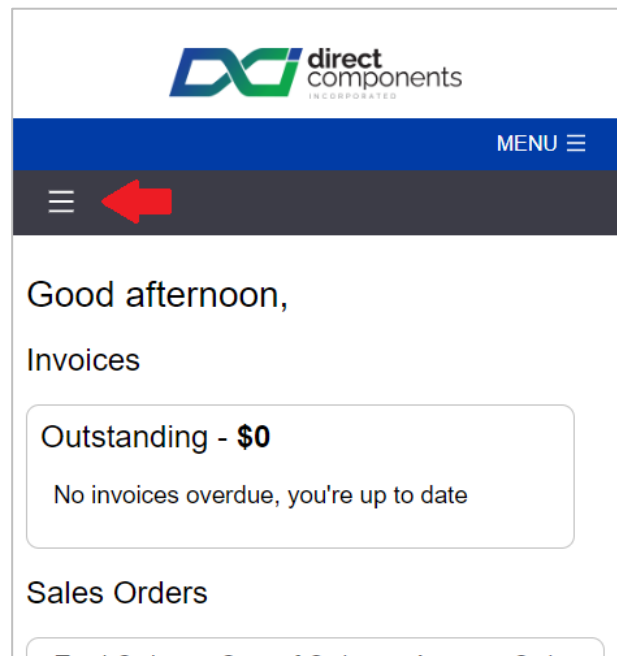 DCI direct
components
INCORPORATED
MENU
Good afternoon,
Invoices
Outstanding - $0
No invoices overdue, you're up to date
Sales Orders